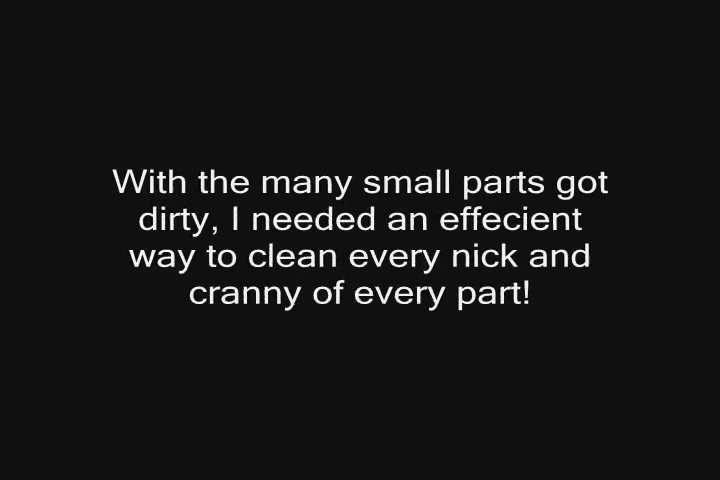 With the many small parts got
dirty, I needed an effecient
way to clean every nick and
cranny of every part!